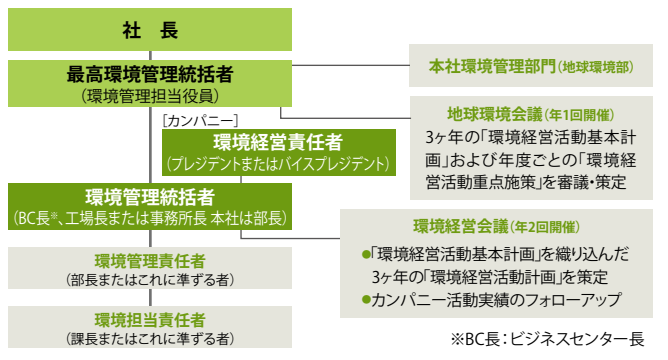 社 長
最高環境管理統括者
（環境管理担当役員）
本社環境管理部門（地球環境部）
地球環境会議（年1回開催）
3ヶ年の「環境経営活動基本計
画」および年度ごとの「環境経
営活動重点施策」を審議・策定
［カンパニー］
環境経営責任者
（プレジデントまたはバイスプレジデント）
環境管理統括者
（BC長※、工場長または事務所長 本社は部長）
環境経営会議（年2回開催）
●「環境経営活動基本計画」を織り込んだ
3ヶ年の「環境経営活動計画」を策定
●カンパニー活動実績のフォローアップ
環境管理責任者
（部長またはこれに準ずる者）
環境担当責任者
（課長またはこれに準ずる者）
※BC長：ビジネスセンター長